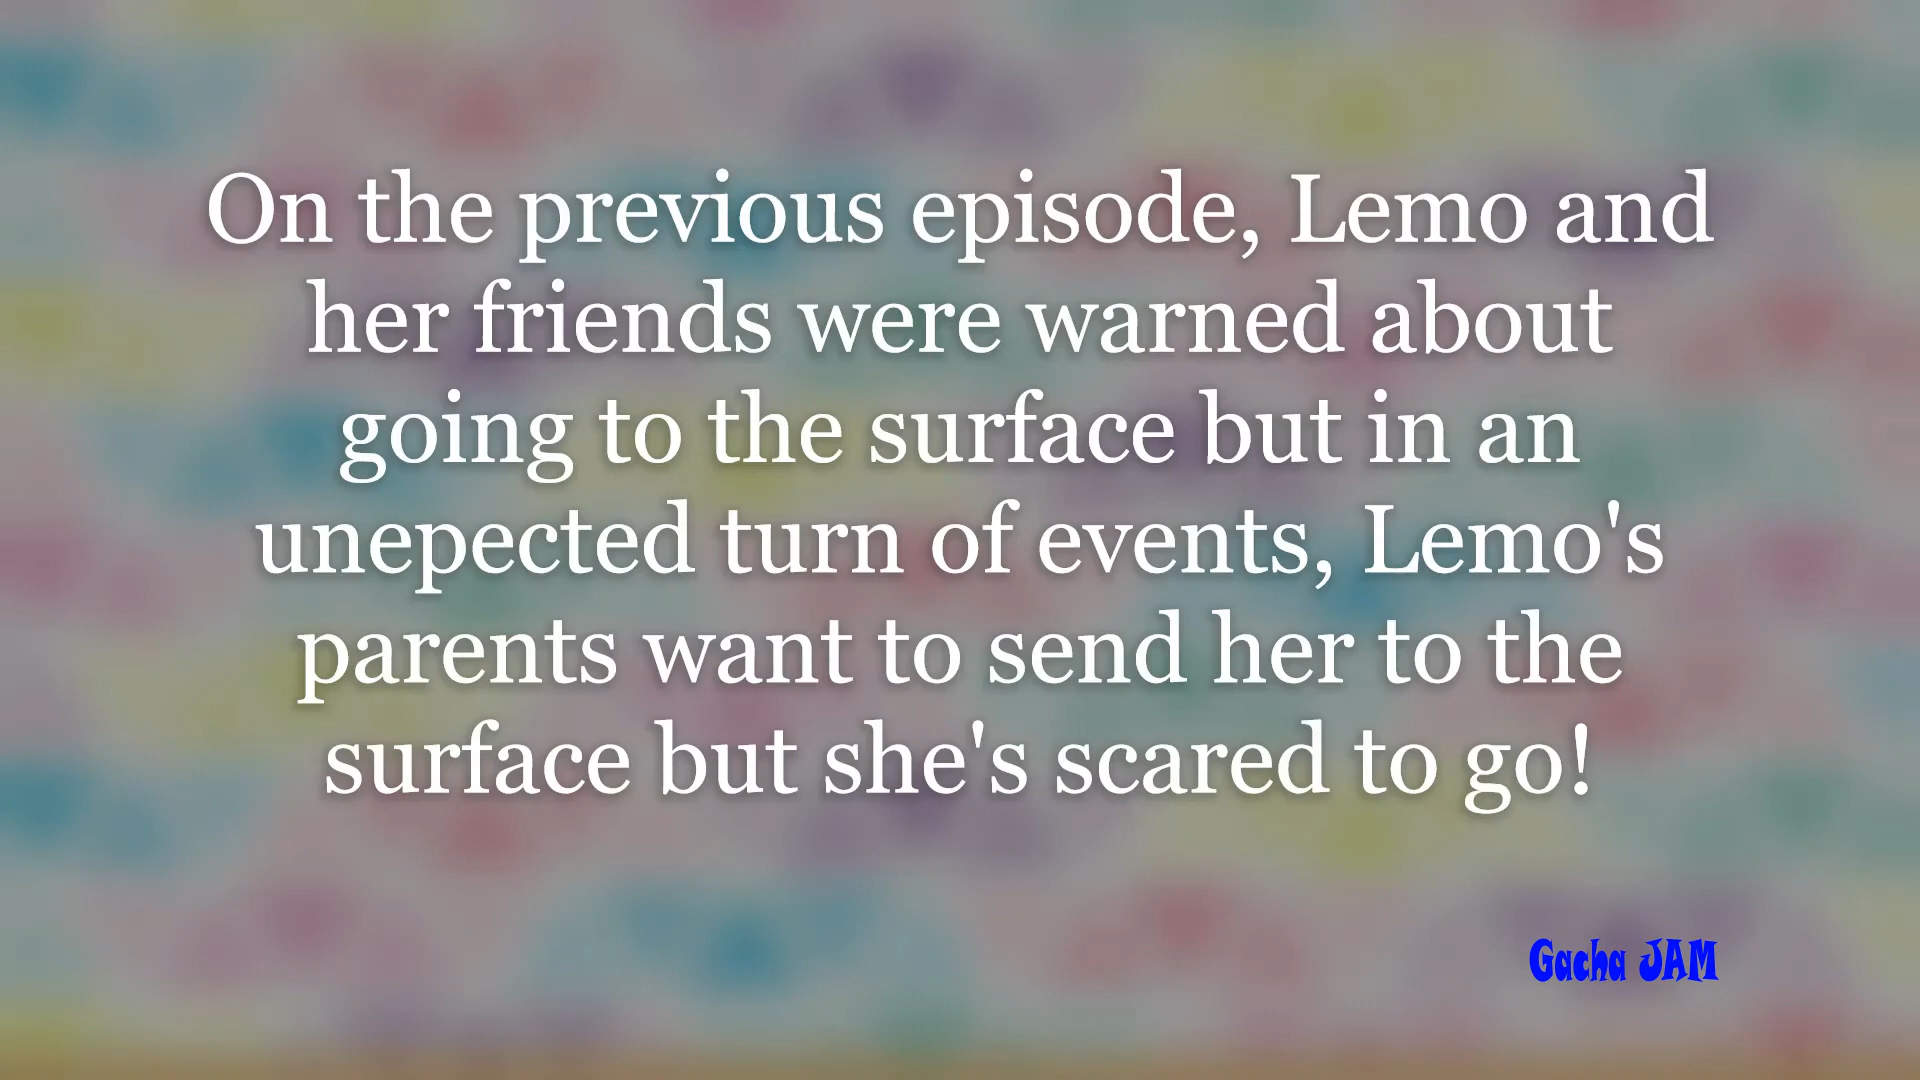 On the previous episode, Lemo and
her friends were warned about
going to the surface but in an
unepected turn of events, Lemo's
parents want to send her to the
surface but she's scared to go!
Gacha JAM